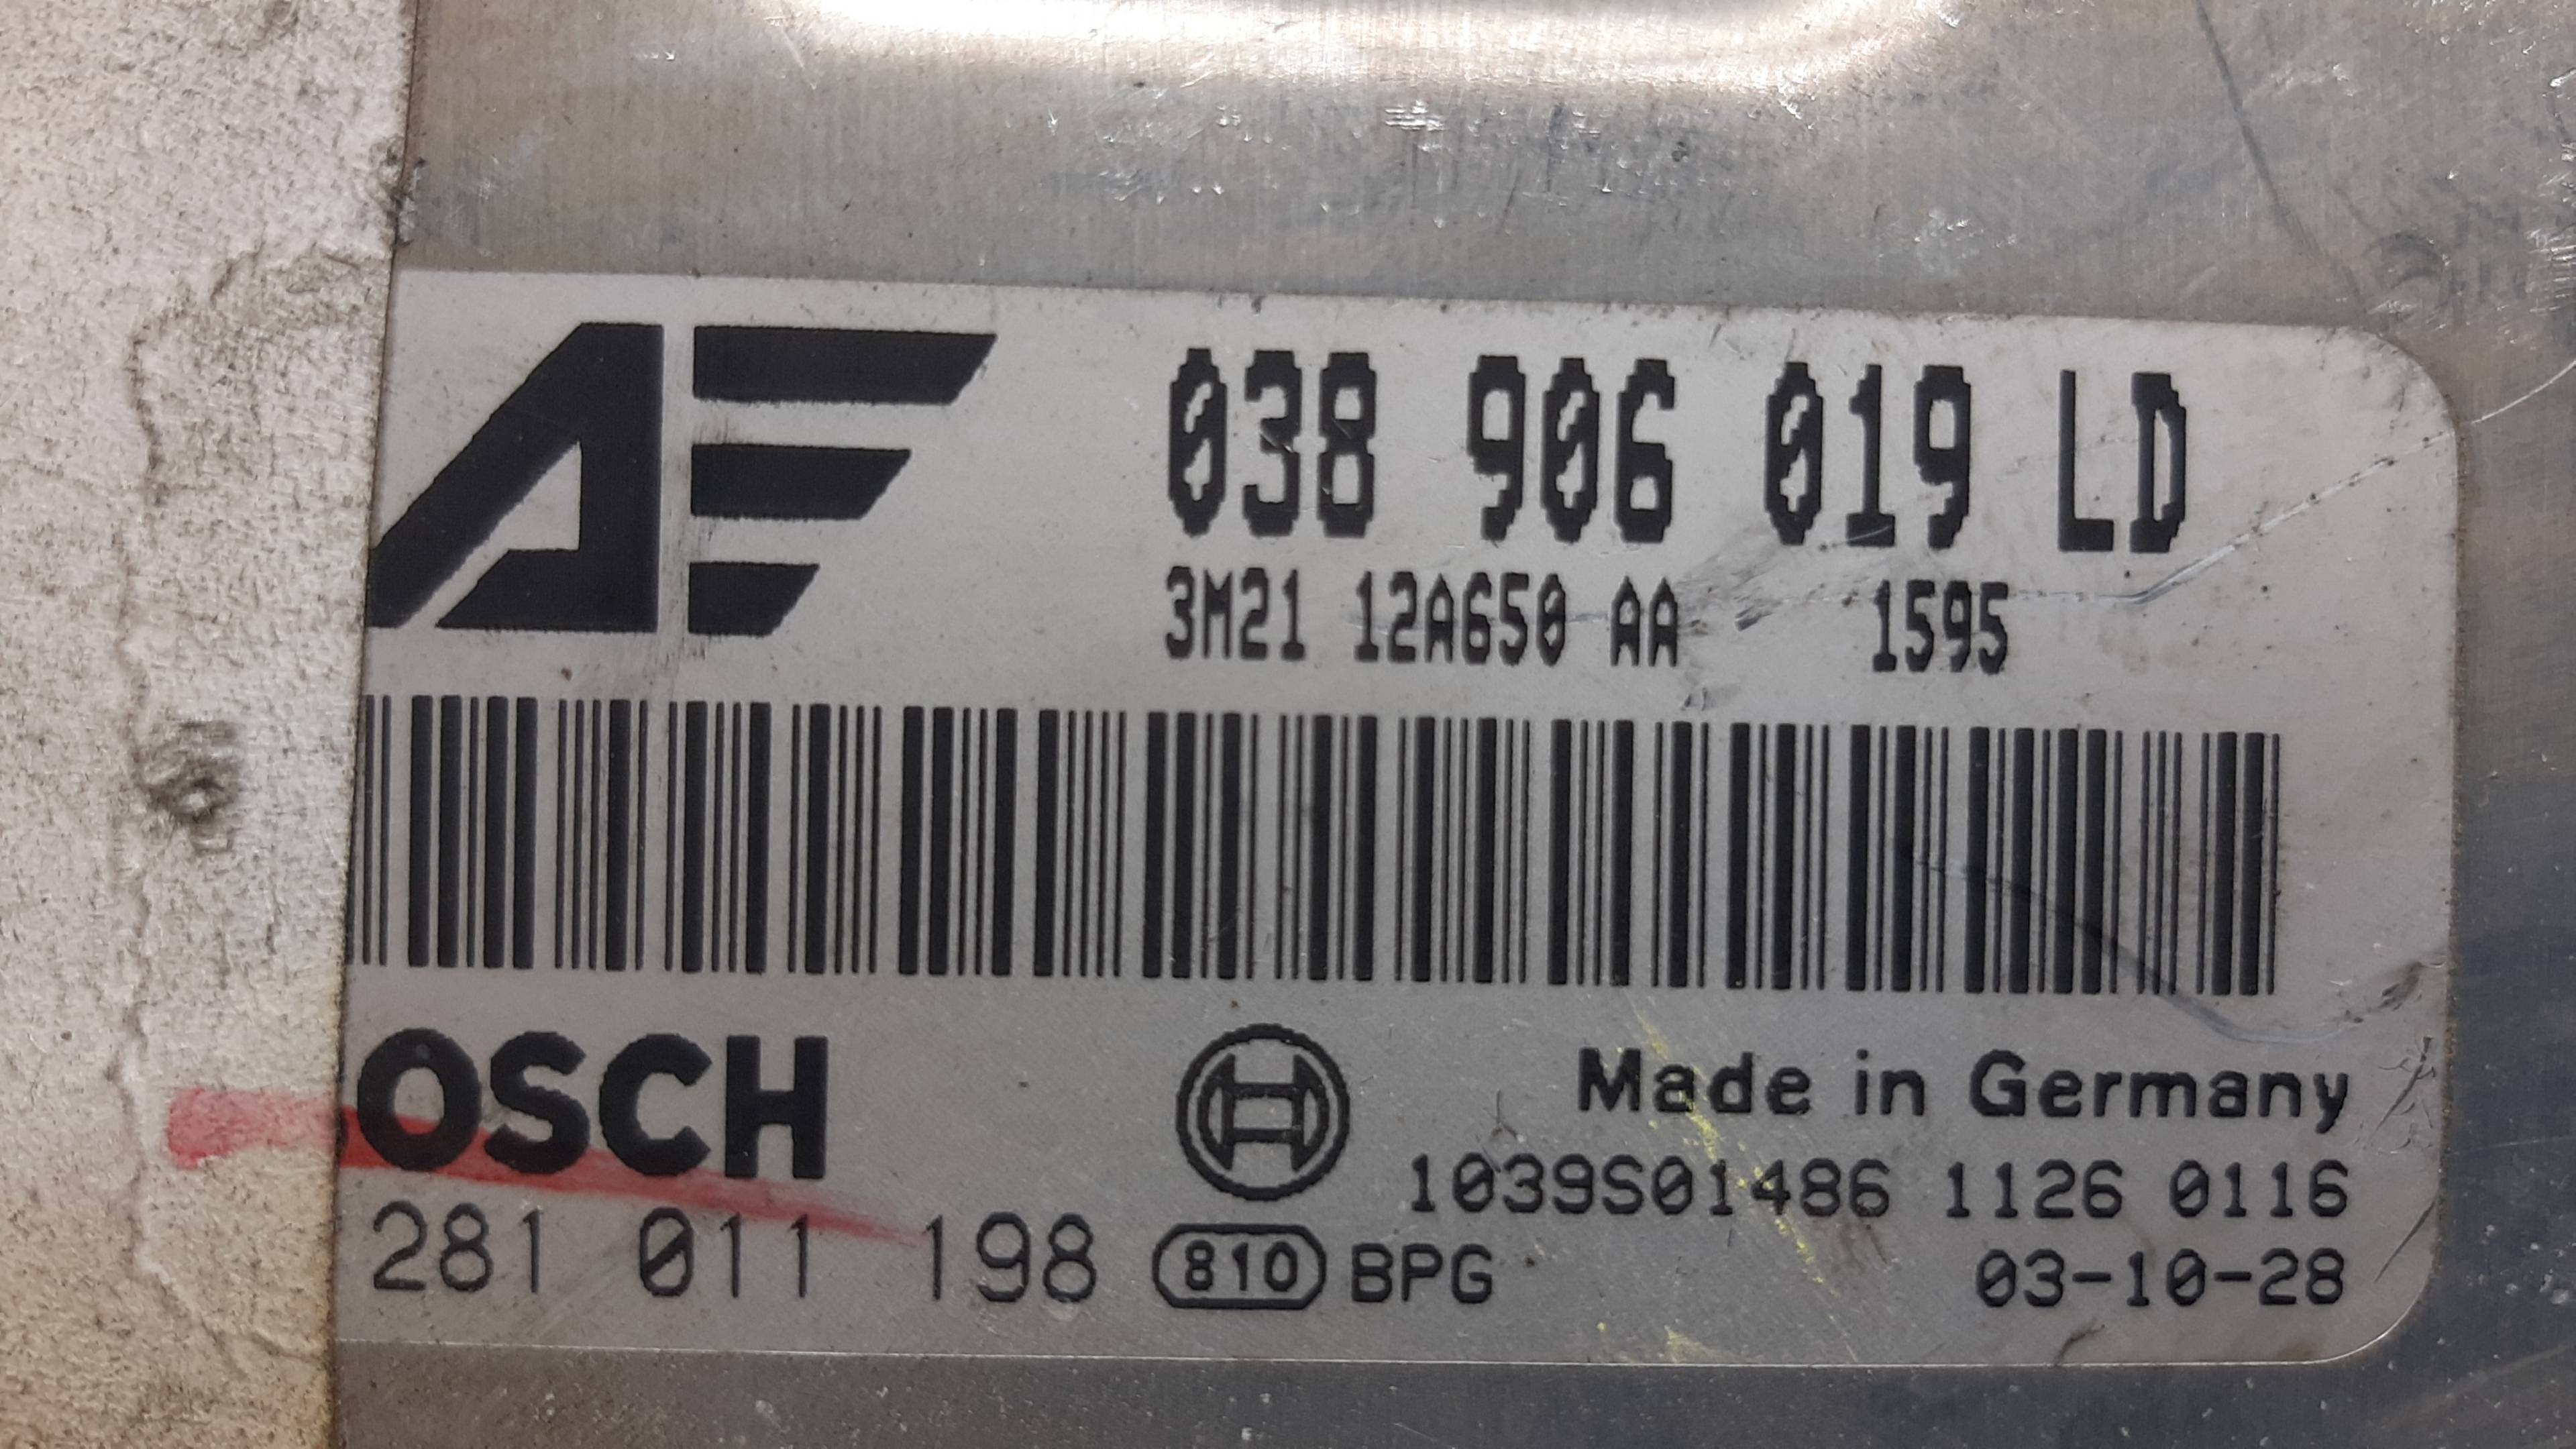 AE 038 906 019 LD
3M21 12A650 AA 1595
OSCH Made in Germany
1039S01486 1126 0116
281 011 198 810 BPG 03-10-28